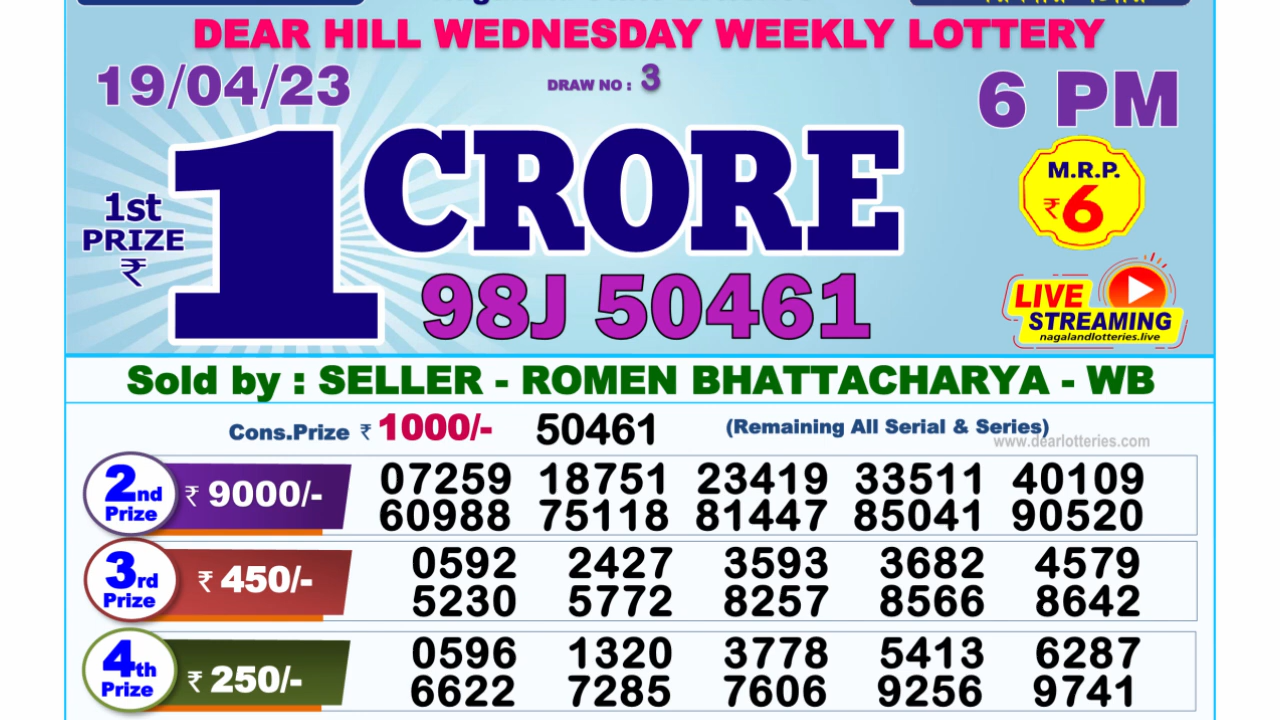 DEAR HILL WEDNESDAY WEEKLY LOTTERY
19/04/23
DRAW NO : 3
6 PM
1st
PRIZE
₹
1 CRORE
98J 50461
M.R.P.
₹6
LIVE
STREAMING
nagalandlotteries.live
Sold by : SELLER - ROMEN BHATTACHARYA - WB
Cons.Prize ₹ 1000/- 50461 (Remaining All Serial & Series)
www.dearlotteries.com
2nd Prize ₹ 9000/-
07259 18751 23419 33511 40109
60988 75118 81447 85041 90520
3rd Prize ₹ 450/-
0592 2427 3593 3682 4579
5230 5772 8257 8566 8642
4th Prize ₹ 250/-
0596 1320 3778 5413 6287
6622 7285 7606 9256 9741